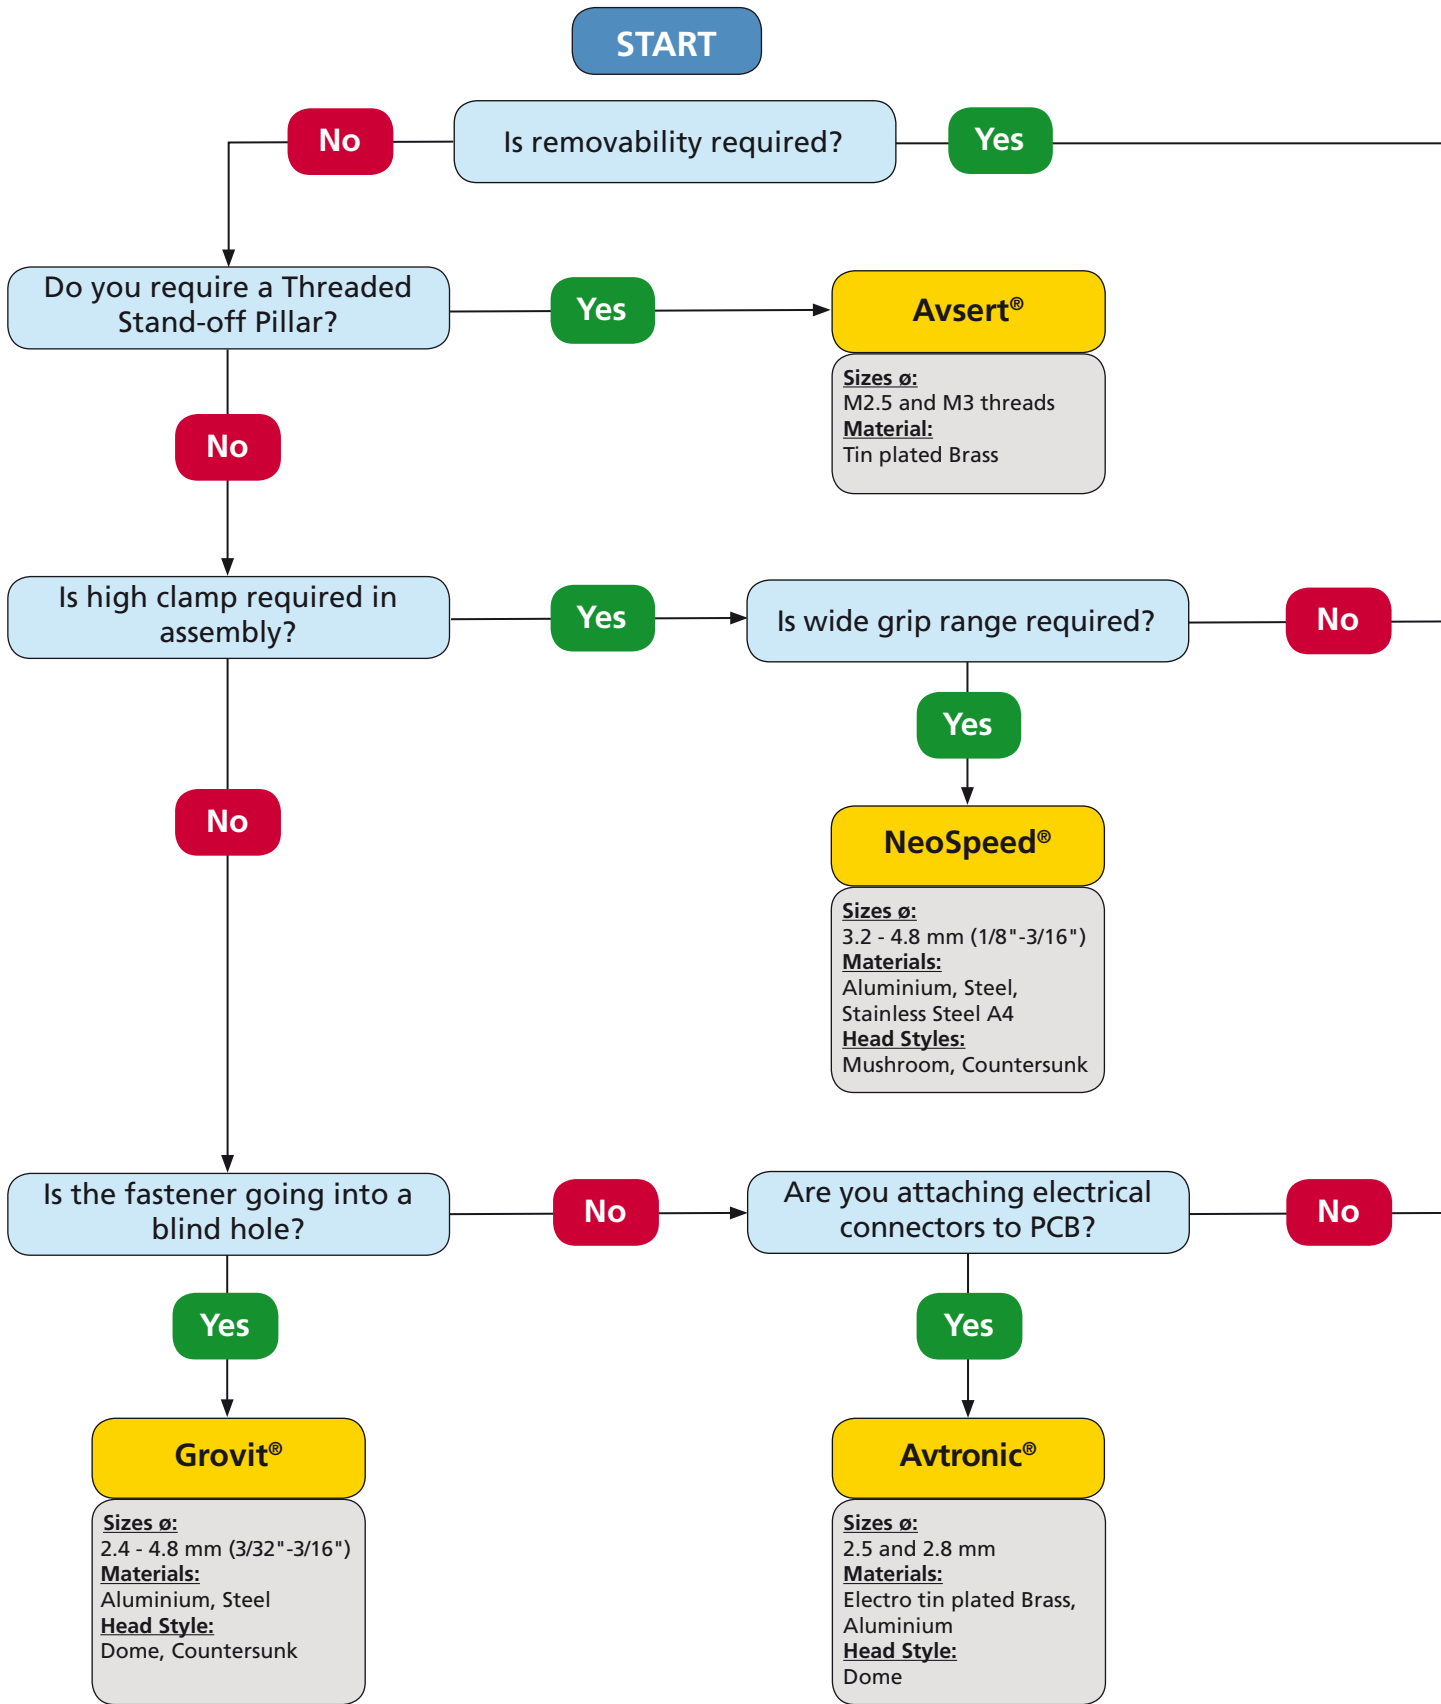 START
No
Is removability required?
Yes
Do you require a Threaded
Stand-off Pillar?
Yes
Avsert®
Sizes ø:
M2.5 and M3 threads
Material:
Tin plated Brass
No
Is high clamp required in
assembly?
Yes
Is wide grip range required?
No
Yes
No
NeoSpeed®
Sizes ø:
3.2 - 4.8 mm (1/8"-3/16")
Materials:
Aluminium, Steel,
Stainless Steel A4
Head Styles:
Mushroom, Countersunk
Is the fastener going into a
blind hole?
No
Are you attaching electrical
connectors to PCB?
No
Yes
Yes
Grovit®
Sizes ø:
2.4 - 4.8 mm (3/32"-3/16")
Materials:
Aluminium, Steel
Head Style:
Dome, Countersunk
Avtronic®
Sizes ø:
2.5 and 2.8 mm
Materials:
Electro tin plated Brass,
Aluminium
Head Style:
Dome